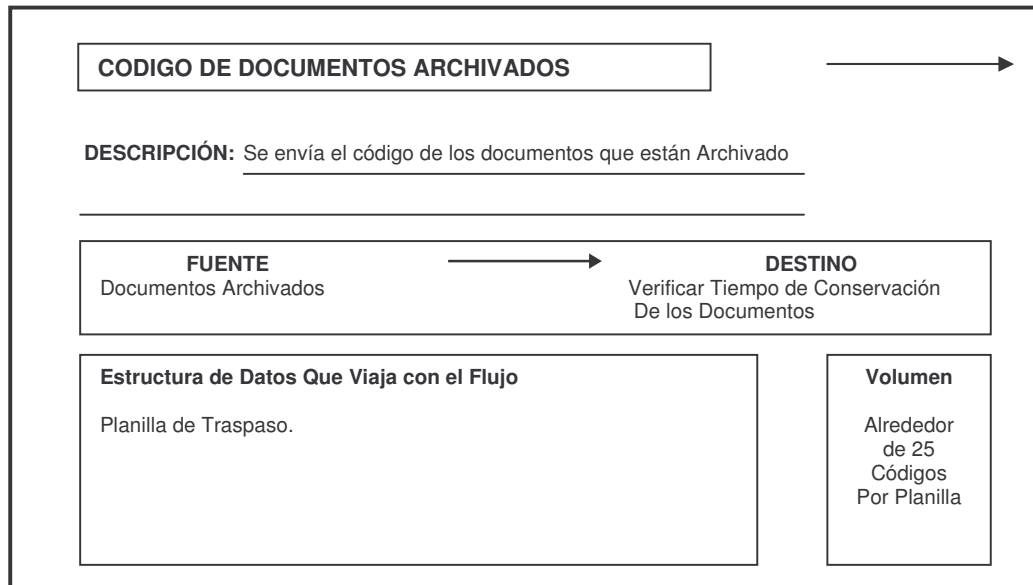 CODIGO DE DOCUMENTOS ARCHIVADOS
DESCRIPCIÓN: Se envía el código de los documentos que están Archivado
FUENTE
Documentos Archivados
DESTINO
Verificar Tiempo de Conservación
De los Documentos
Estructura de Datos Que Viaja con el Flujo
Planilla de Traspaso.
Volumen
Alrededor
de 25
Códigos
Por Planilla